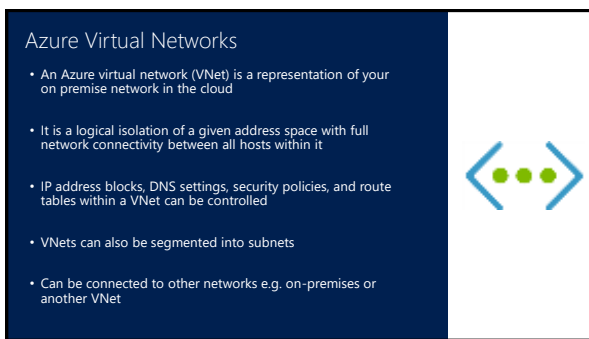 Azure Virtual Networks
• An Azure virtual network (VNet) is a representation of your
on premise network in the cloud
• It is a logical isolation of a given address space with full
network connectivity between all hosts within it
• IP address blocks, DNS settings, security policies, and route
tables within a VNet can be controlled
• VNets can also be segmented into subnets
• Can be connected to other networks e.g. on-premises or
another VNet